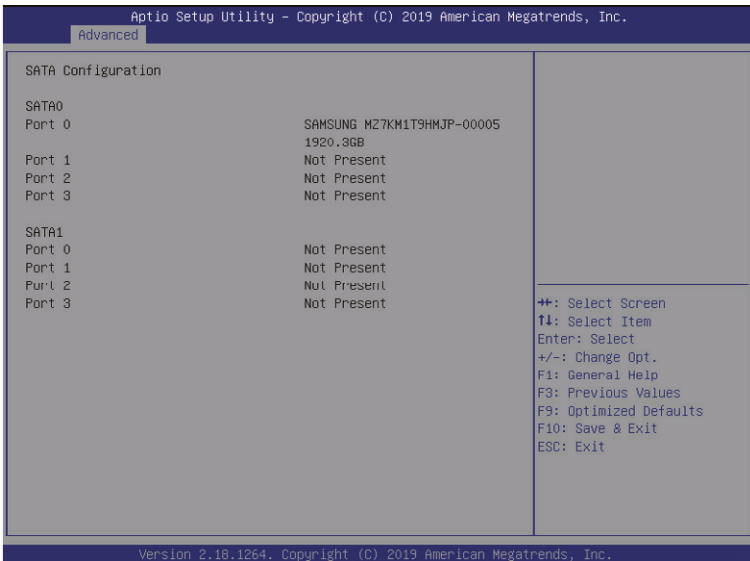 Aptio Setup Utility – Copyright (C) 2019 American Megatrends, Inc.
Advanced
SATA Configuration
SATA0
Port 0 SAMSUNG MZ7KM1T9HMJP-00005
1920.3GB
Port 1 Not Present
Port 2 Not Present
Port 3 Not Present
SATA1
Port 0 Not Present
Port 1 Not Present
Port 2 Not Present
Port 3 Not Present
→←: Select Screen
↑↓: Select Item
Enter: Select
+/-: Change Opt.
F1: General Help
F3: Previous Values
F9: Optimized Defaults
F10: Save & Exit
ESC: Exit
Version 2.18.1264. Copyright (C) 2019 American Megatrends, Inc.